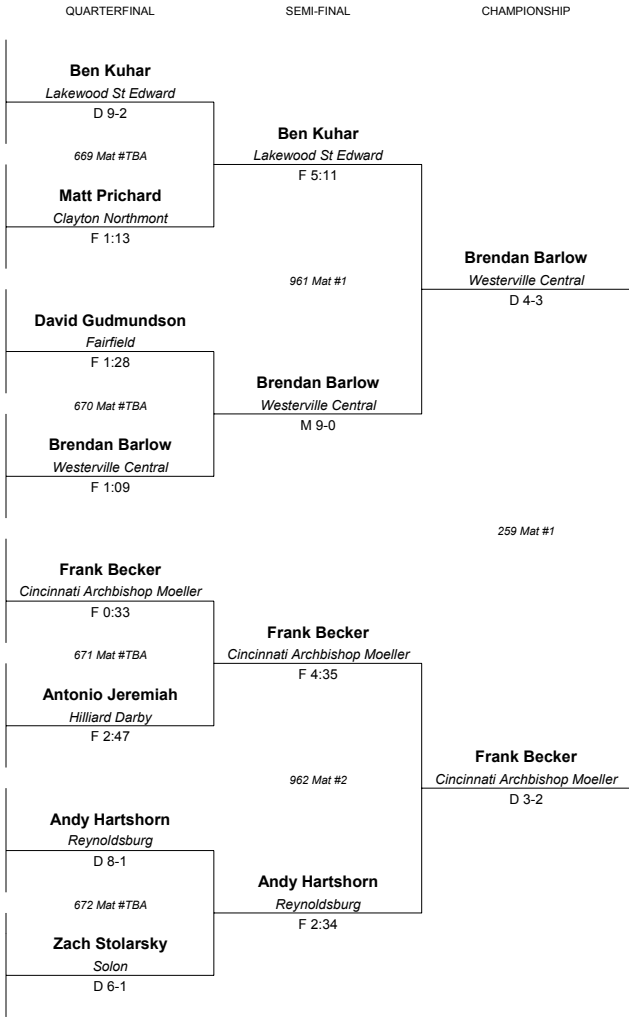 QUARTERFINAL
SEMI-FINAL
CHAMPIONSHIP
Ben Kuhar
Lakewood St Edward
D 9-2
669 Mat #TBA
Matt Prichard
Clayton Northmont
F 1:13
Ben Kuhar
Lakewood St Edward
F 5:11
961 Mat #1
Brendan Barlow
Westerville Central
D 4-3
David Gudmundson
Fairfield
F 1:28
670 Mat #TBA
Brendan Barlow
Westerville Central
F 1:09
Brendan Barlow
Westerville Central
M 9-0
259 Mat #1
Frank Becker
Cincinnati Archbishop Moeller
F 0:33
671 Mat #TBA
Antonio Jeremiah
Hilliard Darby
F 2:47
Frank Becker
Cincinnati Archbishop Moeller
F 4:35
962 Mat #2
Frank Becker
Cincinnati Archbishop Moeller
D 3-2
Andy Hartshorn
Reynoldsburg
D 8-1
672 Mat #TBA
Zach Stolarsky
Solon
D 6-1
Andy Hartshorn
Reynoldsburg
F 2:34